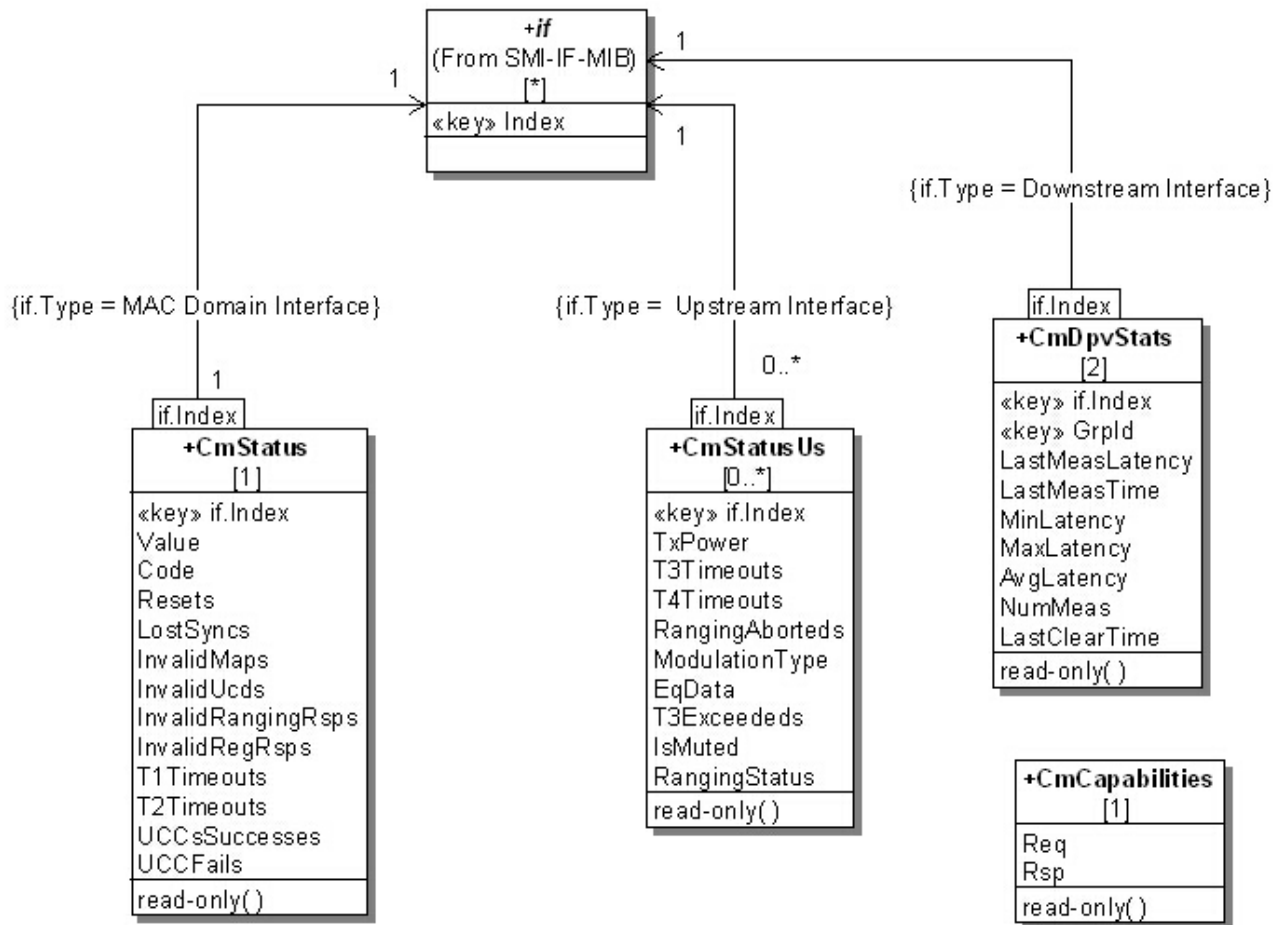 +if
(From SMI-IF-MIB)
[*]
«key» Index
1
1
1
{if.Type = MAC Domain Interface}
{if.Type = Upstream Interface}
{if.Type = Downstream Interface}
1
if.Index
+CmStatus
[1]
«key» if.Index
Value
Code
Resets
LostSyncs
InvalidMaps
InvalidUcds
InvalidRangingRsps
InvalidRegRsps
T1Timeouts
T2Timeouts
UCCsSuccesses
UCCFails
read-only( )
0..*
if.Index
+CmStatusUs
[0..*]
«key» if.Index
TxPower
T3Timeouts
T4Timeouts
RangingAborteds
ModulationType
EqData
T3Exceededs
IsMuted
RangingStatus
read-only( )
if.Index
+CmDpvStats
[2]
«key» if.Index
«key» GrpId
LastMeasLatency
LastMeasTime
MinLatency
MaxLatency
AvgLatency
NumMeas
LastClearTime
read-only( )
+CmCapabilities
[1]
Req
Rsp
read-only( )